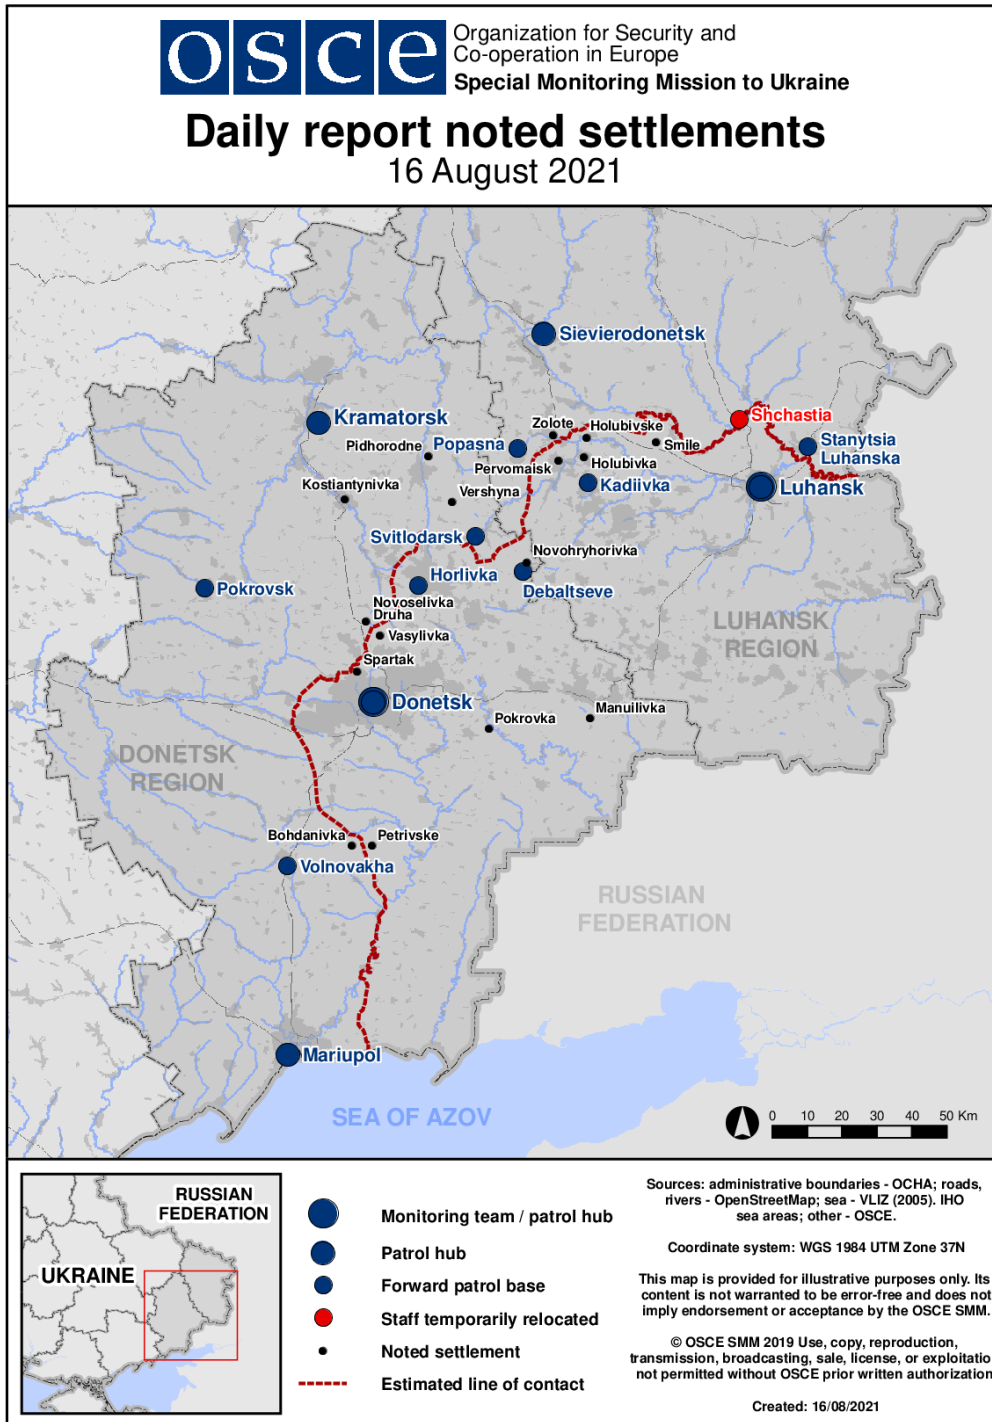 osce
Organization for Security and
Co-operation in Europe
Special Monitoring Mission to Ukraine
Daily report noted settlements
16 August 2021
Sievierodonetsk
Kramatorsk
Shchastia
Zolote
Holubivske
Pidhorodne
Popasna
Smile
Stanytsia
Luhanska
Pervomaisk
Holubivka
Kostiantynivka
Kadiivka
Luhansk
Vershyna
Svitlodarsk
Novohryhorivka
Horlivka
Debaltseve
Pokrovsk
Novoselivka
Druha
Vasylivka
LUHANSK
REGION
Spartak
Donetsk
Manuilivka
Pokrovka
DONETSK
REGION
Bohdanivka
Petrivske
Volnovakha
RUSSIAN
FEDERATION
Mariupol
SEA OF AZOV
0 10 20 30 40 50 Km
RUSSIAN
FEDERATION
UKRAINE
Monitoring team / patrol hub
Patrol hub
Forward patrol base
Staff temporarily relocated
Noted settlement
Estimated line of contact
Sources: administrative boundaries - OCHA; roads,
rivers - OpenStreetMap; sea - VLIZ (2005). IHO
sea areas; other - OSCE.
Coordinate system: WGS 1984 UTM Zone 37N
This map is provided for illustrative purposes only. Its
content is not warranted to be error-free and does not
imply endorsement or acceptance by the OSCE SMM.
© OSCE SMM 2019 Use, copy, reproduction,
transmission, broadcasting, sale, license, or exploitatio
not permitted without OSCE prior written authorization
Created: 16/08/2021